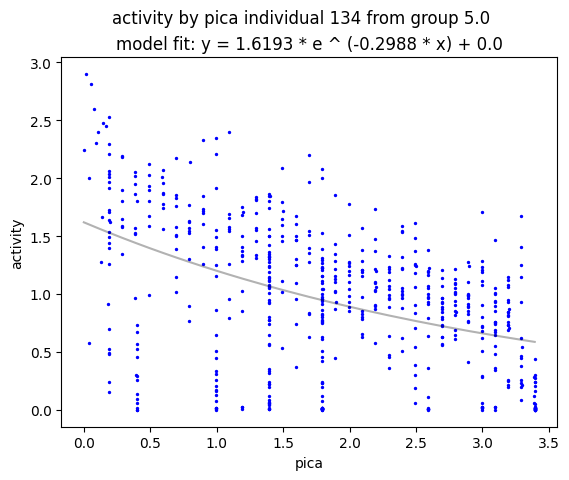 activity by pica individual 134 from group 5.0
model fit: y = 1.6193 * e ^ (-0.2988 * x) + 0.0
3.0
2.5
2.0
1.5
1.0
0.5
0.0
activity
0.0 0.5 1.0 1.5 2.0 2.5 3.0 3.5
pica